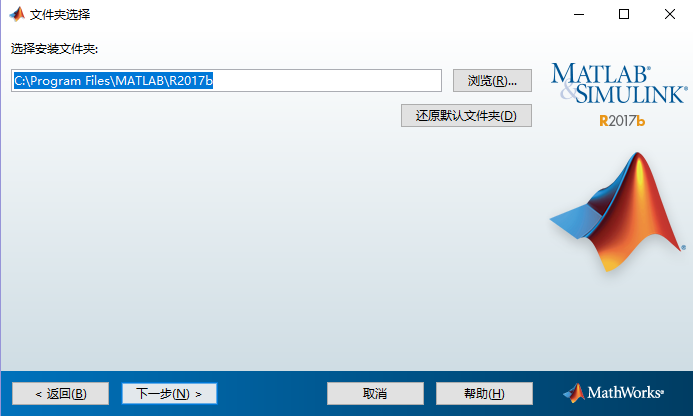 文件夹选择
选择安装文件夹:
C:\Program Files\MATLAB\R2017b
浏览(R)...
还原默认文件夹(D)
MATLAB®
&SIMULINK®
R2017b
®
< 返回(B)
下一步(N) >
取消
帮助(H)
MathWorks®